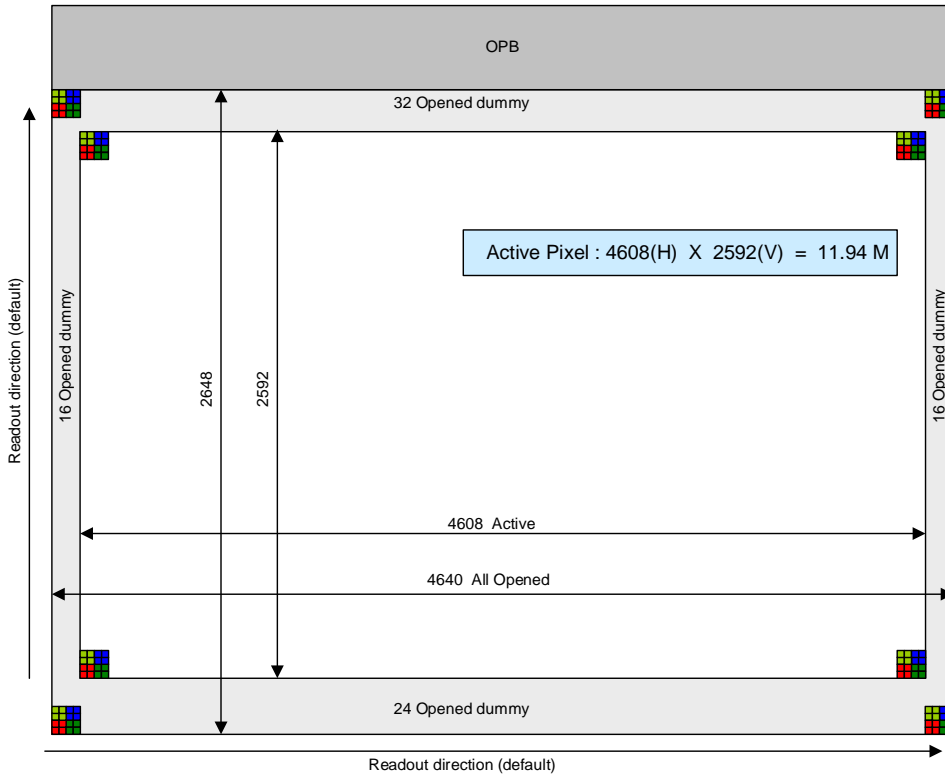 OPB
32 Opened dummy
Active Pixel : 4608(H) X 2592(V) = 11.94 M
Readout direction (default)
16 Opened dummy
2648
2592
16 Opened dummy
4608 Active
4640 All Opened
24 Opened dummy
Readout direction (default)